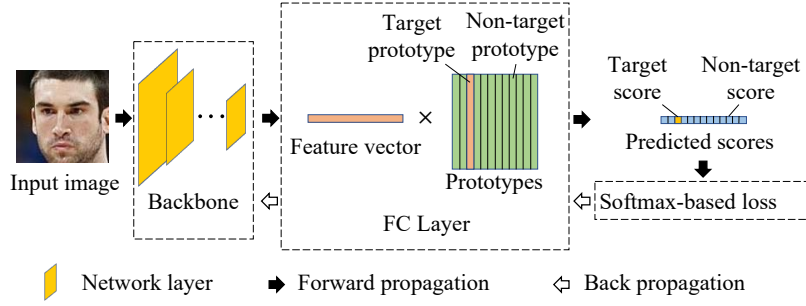 Target
prototype
Non-target
prototype
Target
score
Non-target
score
Input image
Backbone
Feature vector
×
Prototypes
FC Layer
Predicted scores
Softmax-based loss
Network layer
Forward propagation
Back propagation